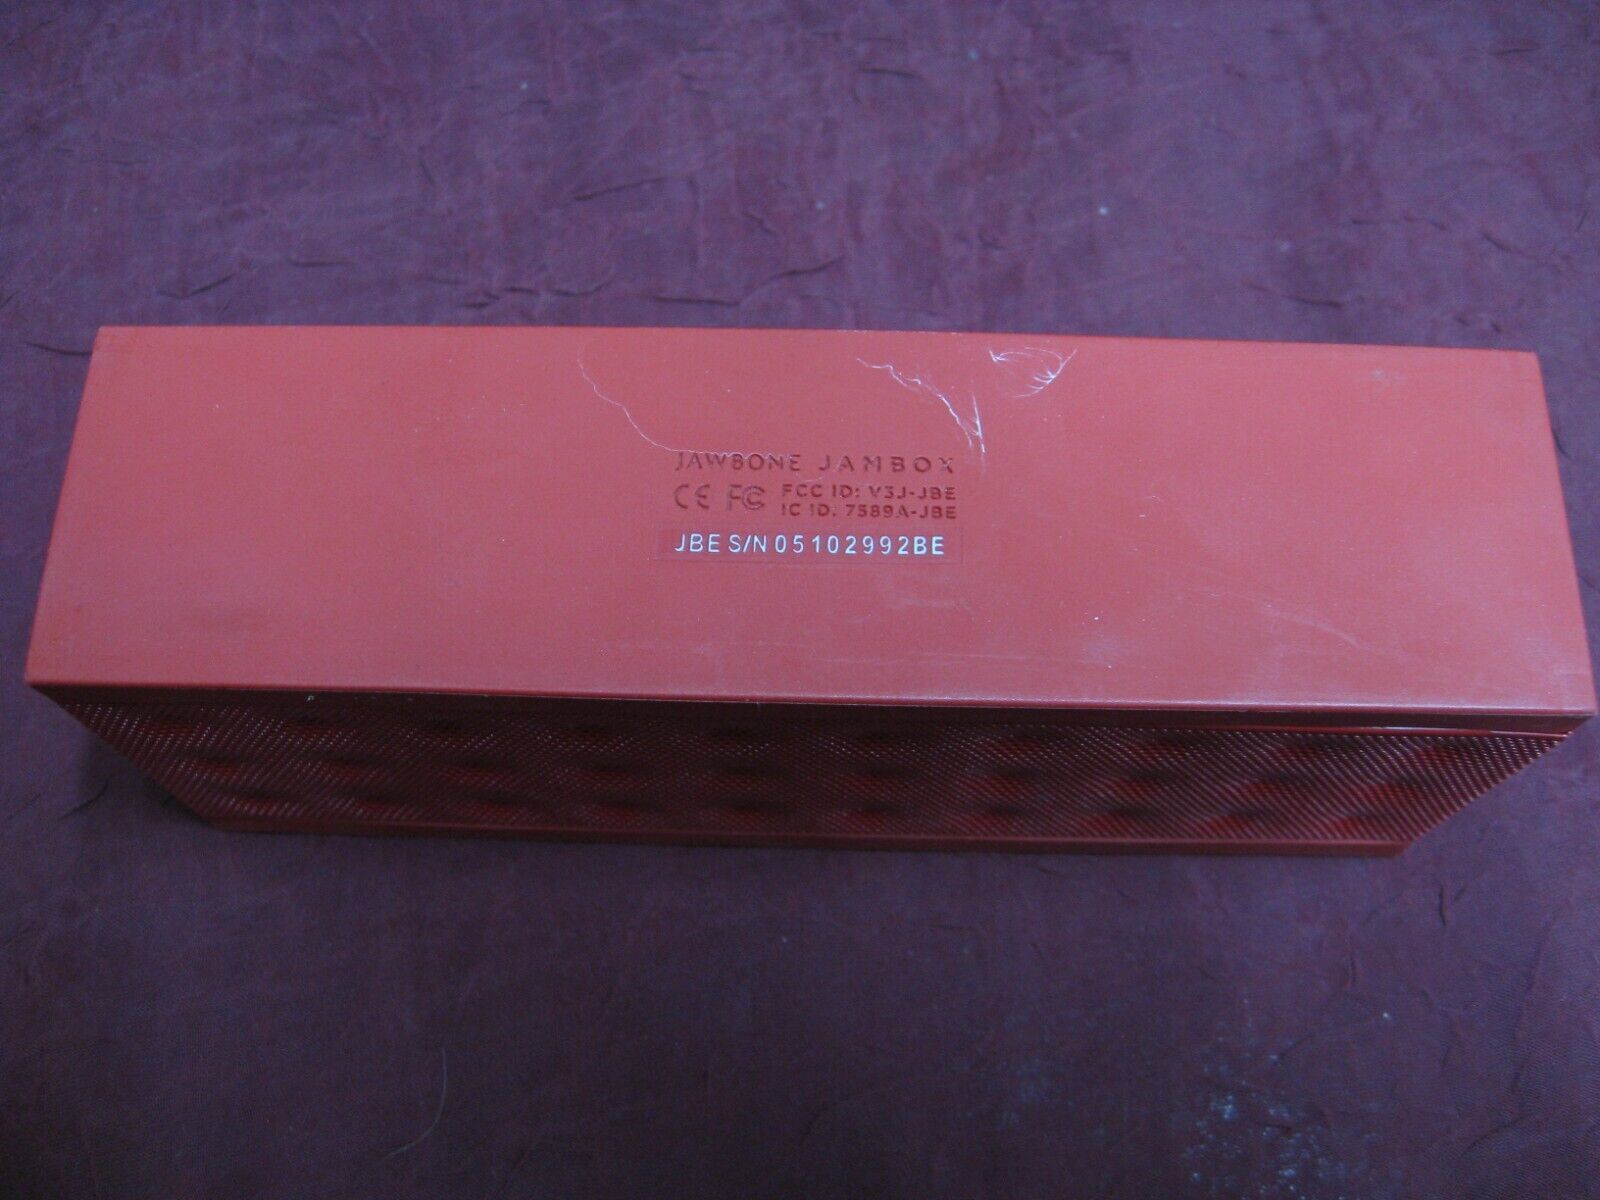 JAWBONE JAMBOX
CE FC FCC ID: V3J-JBE
IC ID: 7589A-JBE
JBE S/N 05102992BE